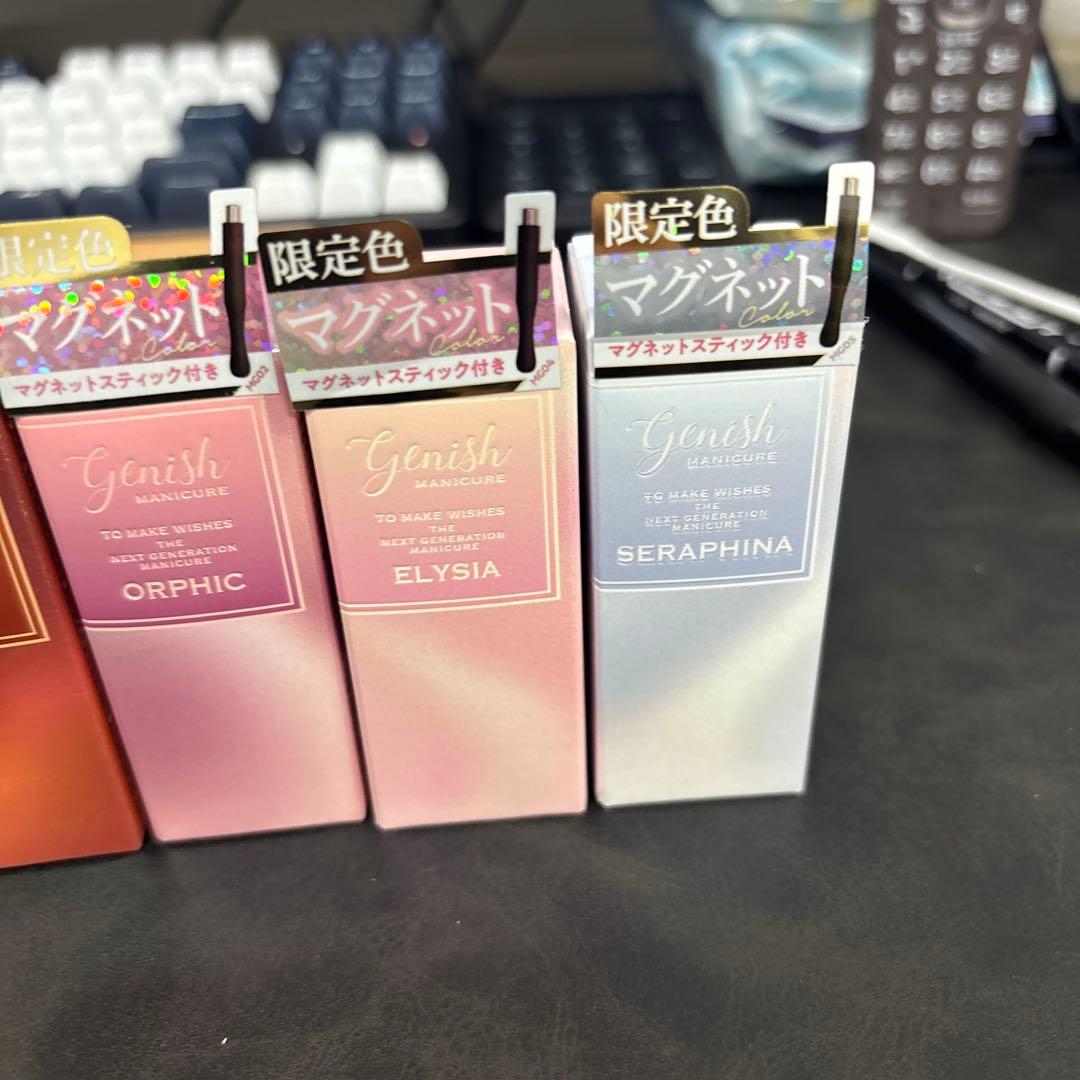 限定色
マグネット
Color
マグネットスティック付き
MG02
Genish
MANICURE
TO MAKE WISHES
THE
NEXT GENERATION
MANICURE
ORPHIC
限定色
マグネット
Color
マグネットスティック付き
MG04
Genish
MANICURE
TO MAKE WISHES
THE
NEXT GENERATION
MANICURE
ELYSIA
限定色
マグネット
Color
マグネットスティック付き
MG05
Genish
MANICURE
TO MAKE WISHES
THE
NEXT GENERATION
MANICURE
SERAPHINA